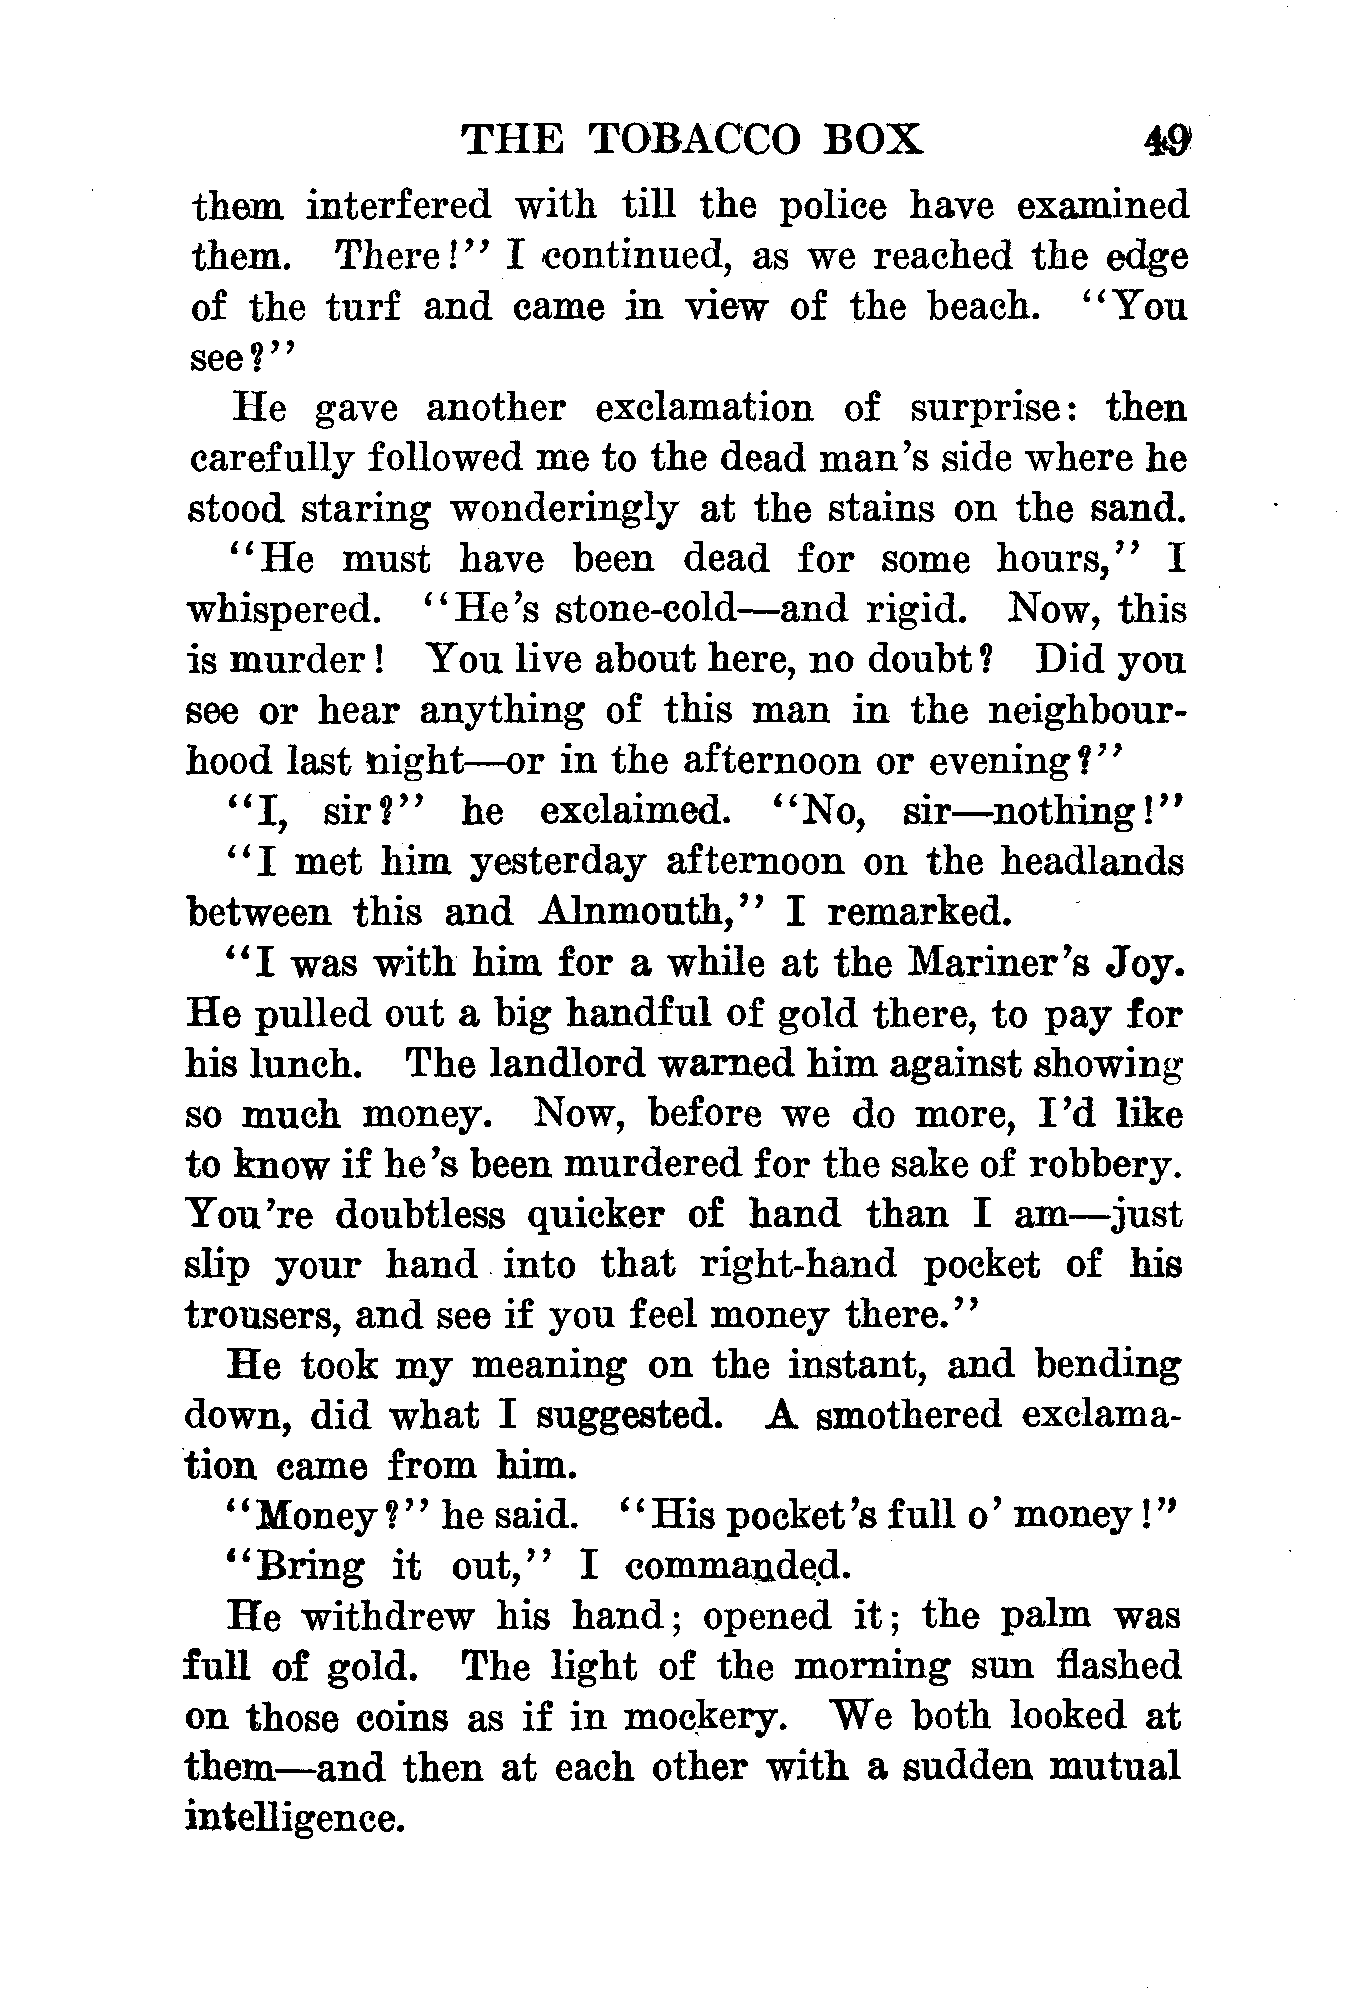 THE TOBACCO BOX 49
them interfered with till the police have examined
them. There!" I continued, as we reached the edge
of the turf and came in view of the beach. "You
see?"
He gave another exclamation of surprise: then
carefully followed me to the dead man's side where he
stood staring wonderingly at the stains on the sand.
"He must have been dead for some hours," I
whispered. "He's stone-cold—and rigid. Now, this
is murder! You live about here, no doubt? Did you
see or hear anything of this man in the neighbour-
hood last night—or in the afternoon or evening?"
"I, sir?" he exclaimed. "No, sir—nothing!"
"I met him yesterday afternoon on the headlands
between this and Alnmouth," I remarked.
"I was with him for a while at the Mariner's Joy.
He pulled out a big handful of gold there, to pay for
his lunch. The landlord warned him against showing
so much money. Now, before we do more, I'd like
to know if he's been murdered for the sake of robbery.
You're doubtless quicker of hand than I am—just
slip your hand into that right-hand pocket of his
trousers, and see if you feel money there."
He took my meaning on the instant, and bending
down, did what I suggested. A smothered exclama-
tion came from him.
"Money?" he said. "His pocket's full o' money!"
"Bring it out," I commanded.
He withdrew his hand; opened it; the palm was
full of gold. The light of the morning sun flashed
on those coins as if in mockery. We both looked at
them—and then at each other with a sudden mutual
intelligence.